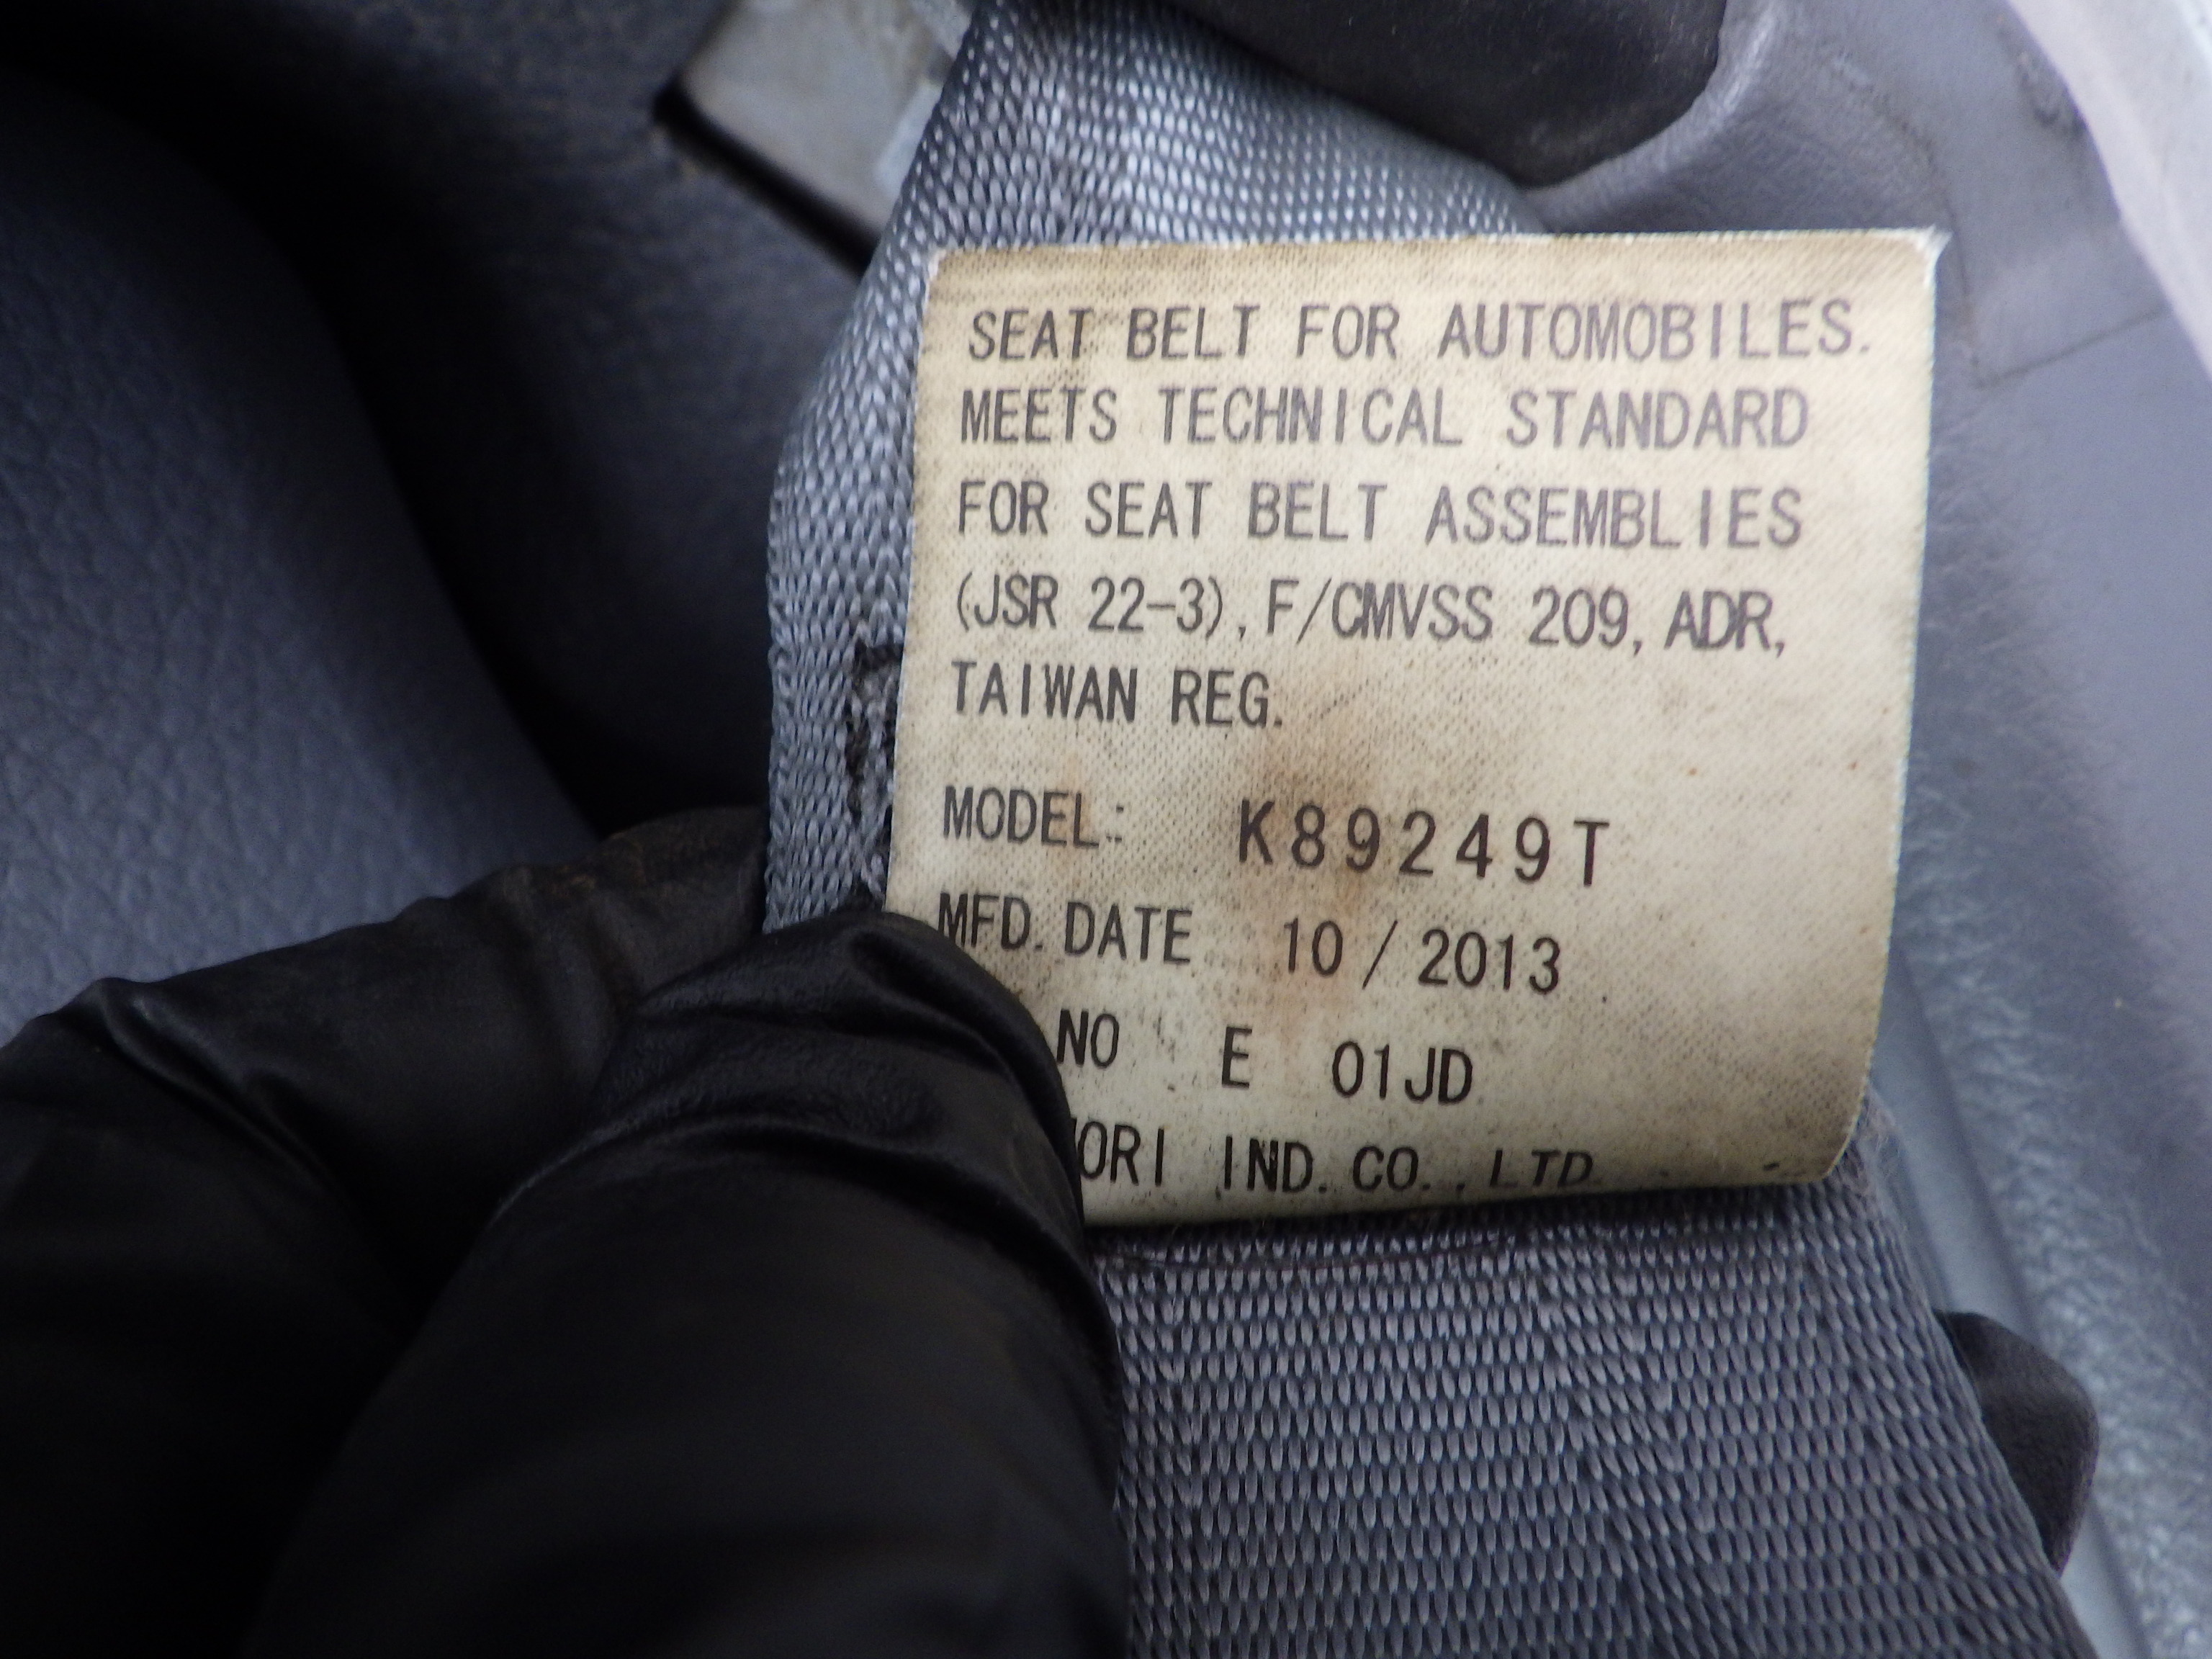 SEAT BELT FOR AUTOMOBILES.
MEETS TECHNICAL STANDARD
FOR SEAT BELT ASSEMBLIES
(JSR 22-3), F/CMVSS 209, ADR,
TAIWAN REG.
MODEL: K89249T
MFD. DATE 10/2013
NO E 01JD
IND. CO., LTD.